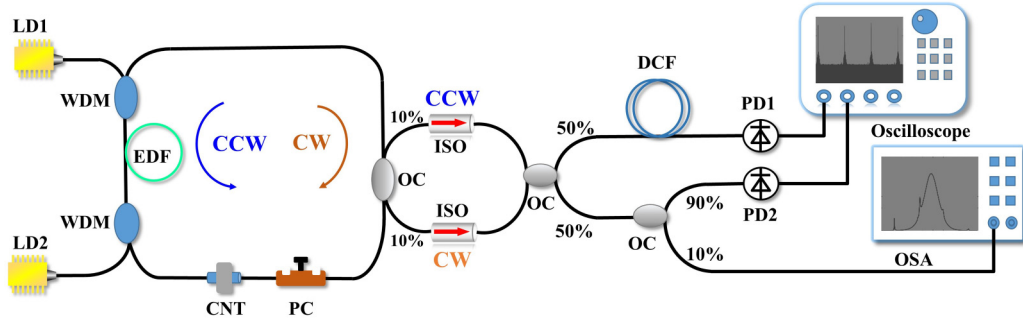 LD1
WDM
EDF
WDM
LD2
CCW
CW
CNT
PC
OC
10%
CCW
ISO
ISO
10%
CW
OC
50%
50%
DCF
OC
90%
10%
PD1
PD2
Oscilloscope
OSA